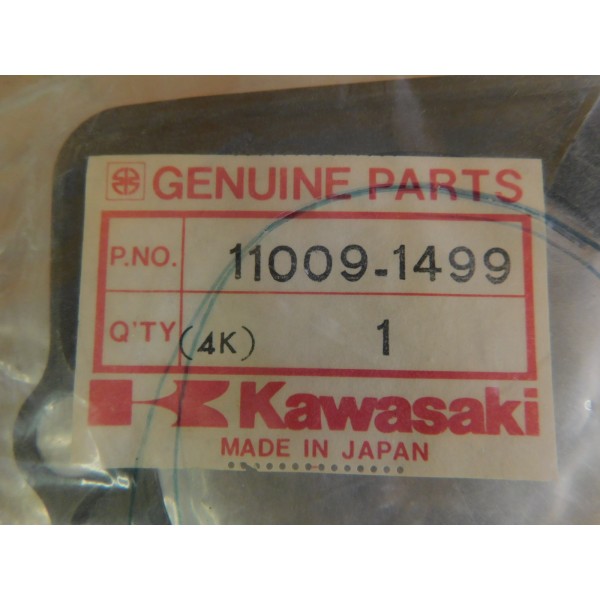 GENUINE PARTS
P.NO. 11009-1499
Q'TY (4K) 1
Kawasaki
MADE IN JAPAN